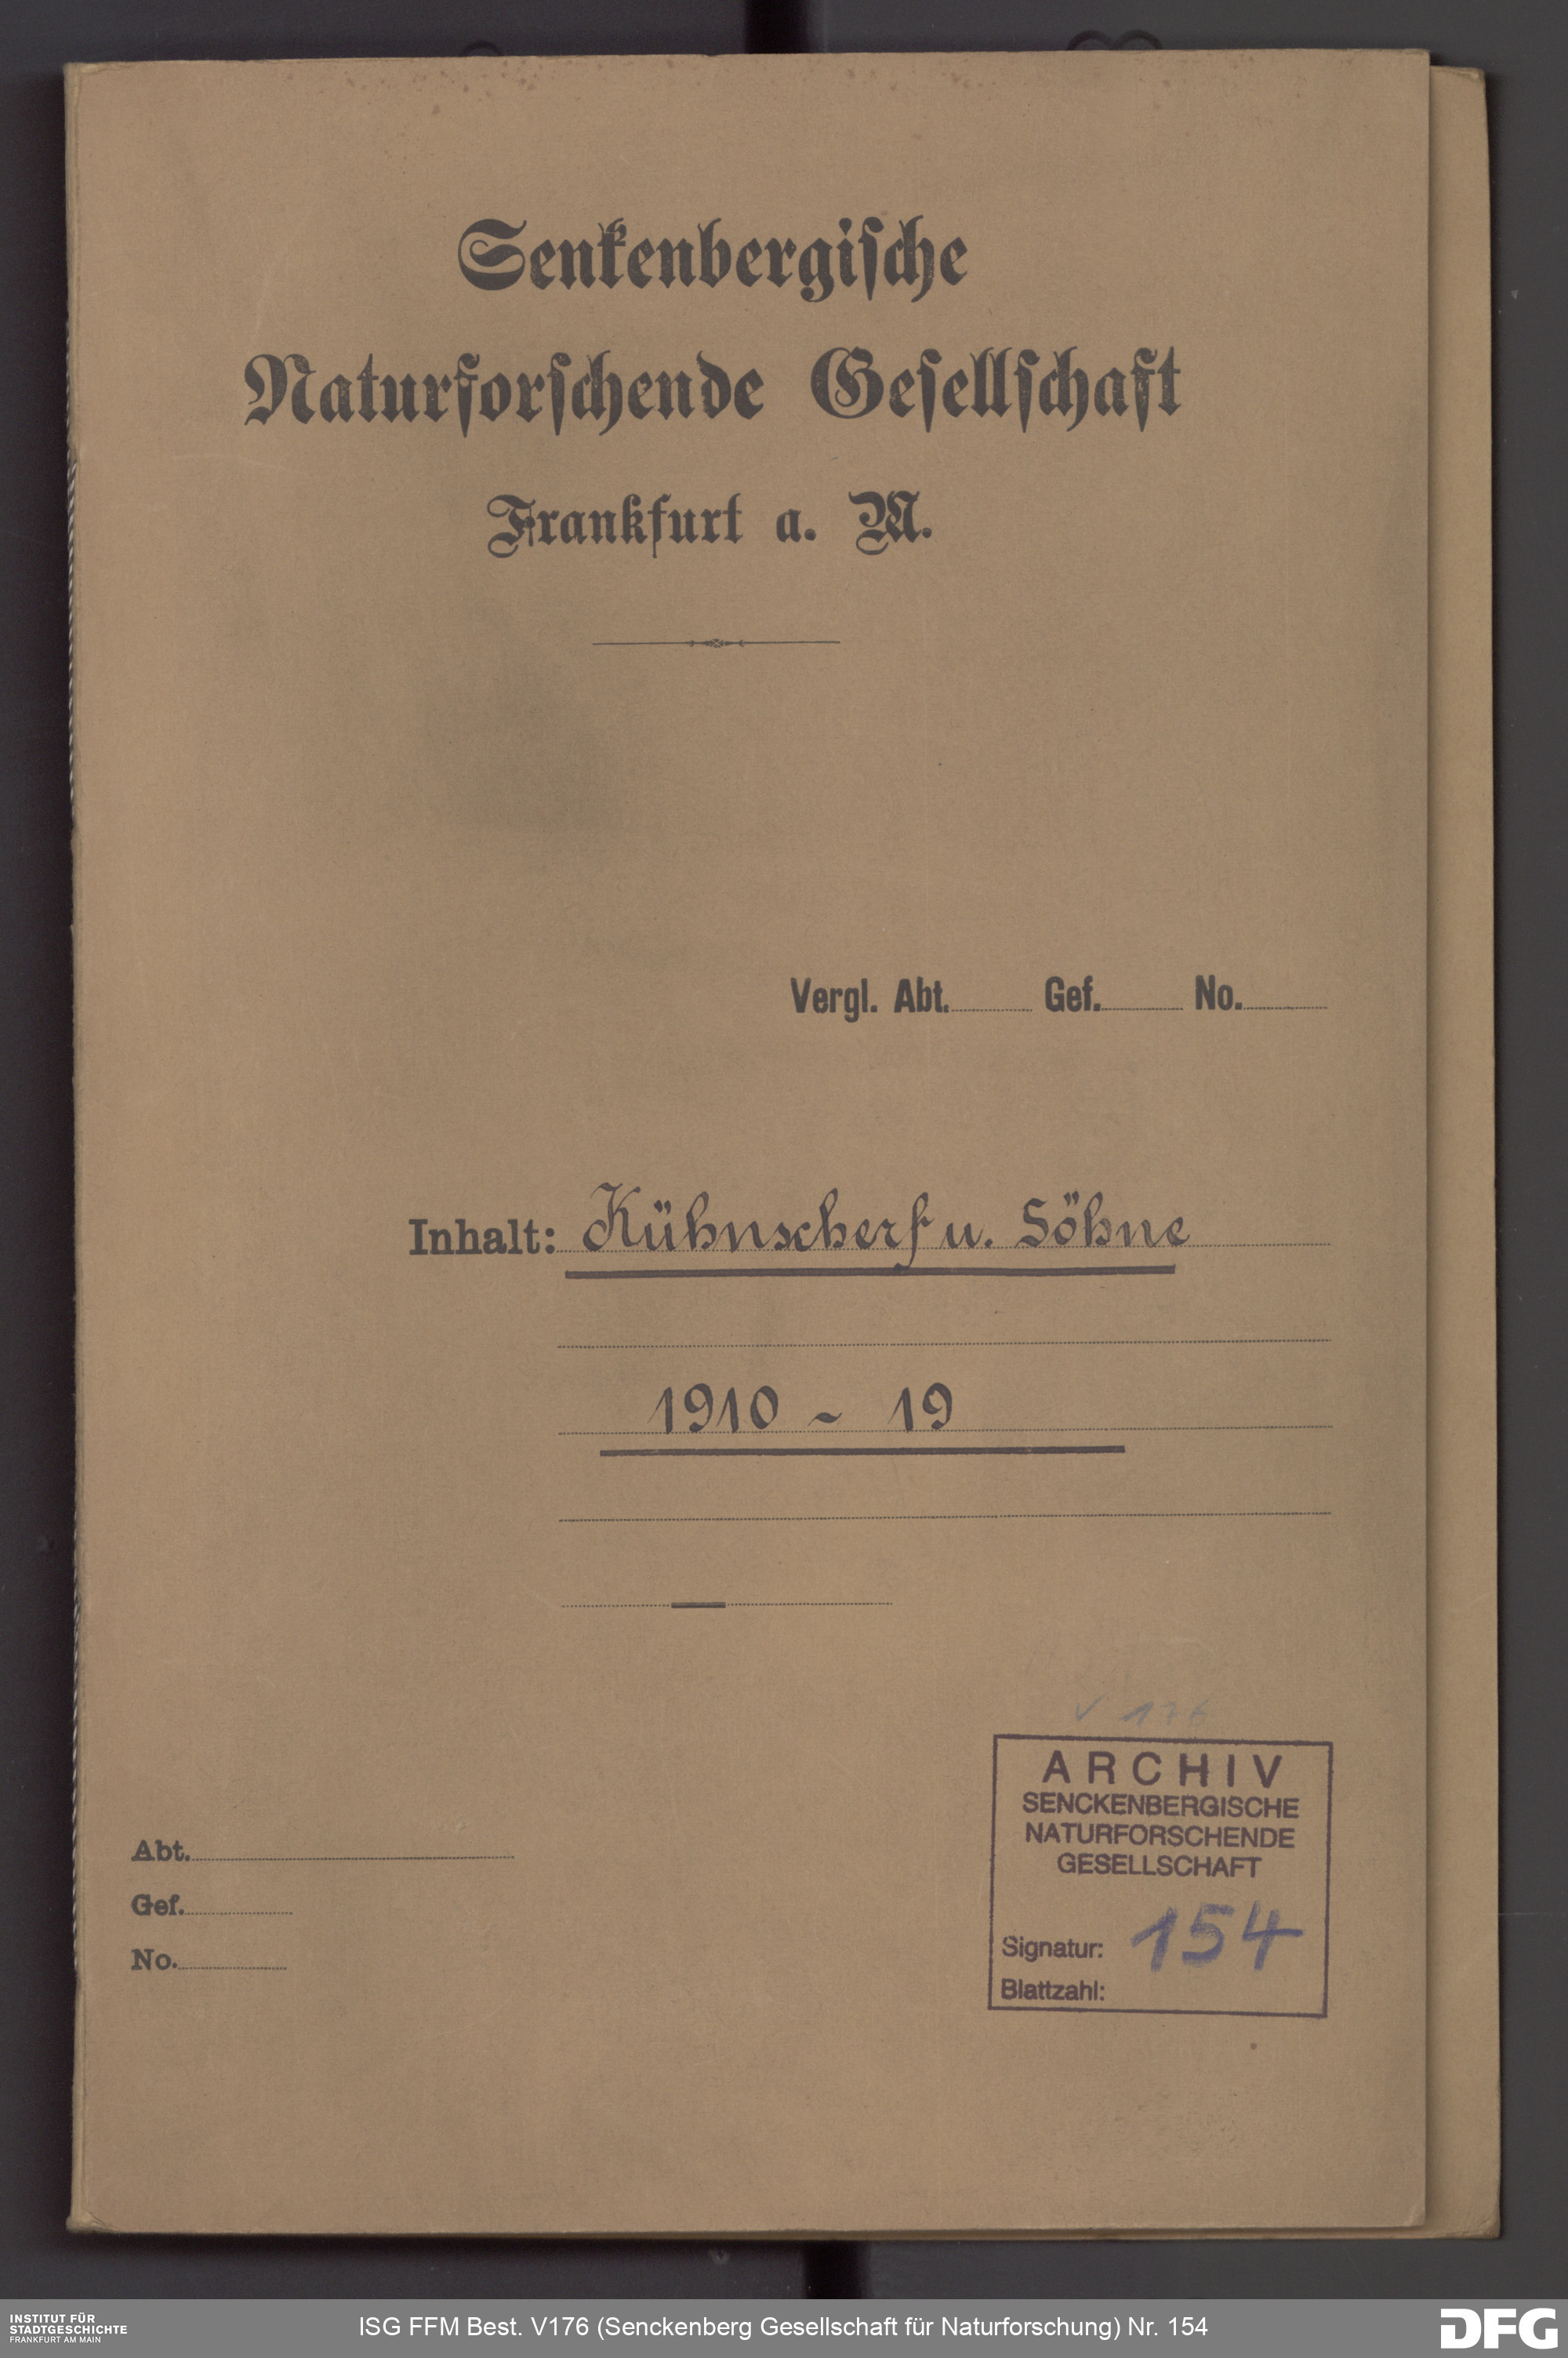 Senkenbergische
Naturforschende Gesellschaft
Frankfurt a. M.
Vergl. Abt. Gef. No.
Inhalt: Kühnscherf u. Söhne
1910 - 19
V 176
ARCHIV
SENCKENBERGISCHE
NATURFORSCHENDE
GESELLSCHAFT
Signatur: 154
Blattzahl:
Abt.
Gef.
No.
INSTITUT FÜR
STADTGESCHICHTE
FRANKFURT AM MAIN
ISG FFM Best. V176 (Senckenberg Gesellschaft für Naturforschung) Nr. 154
DFG